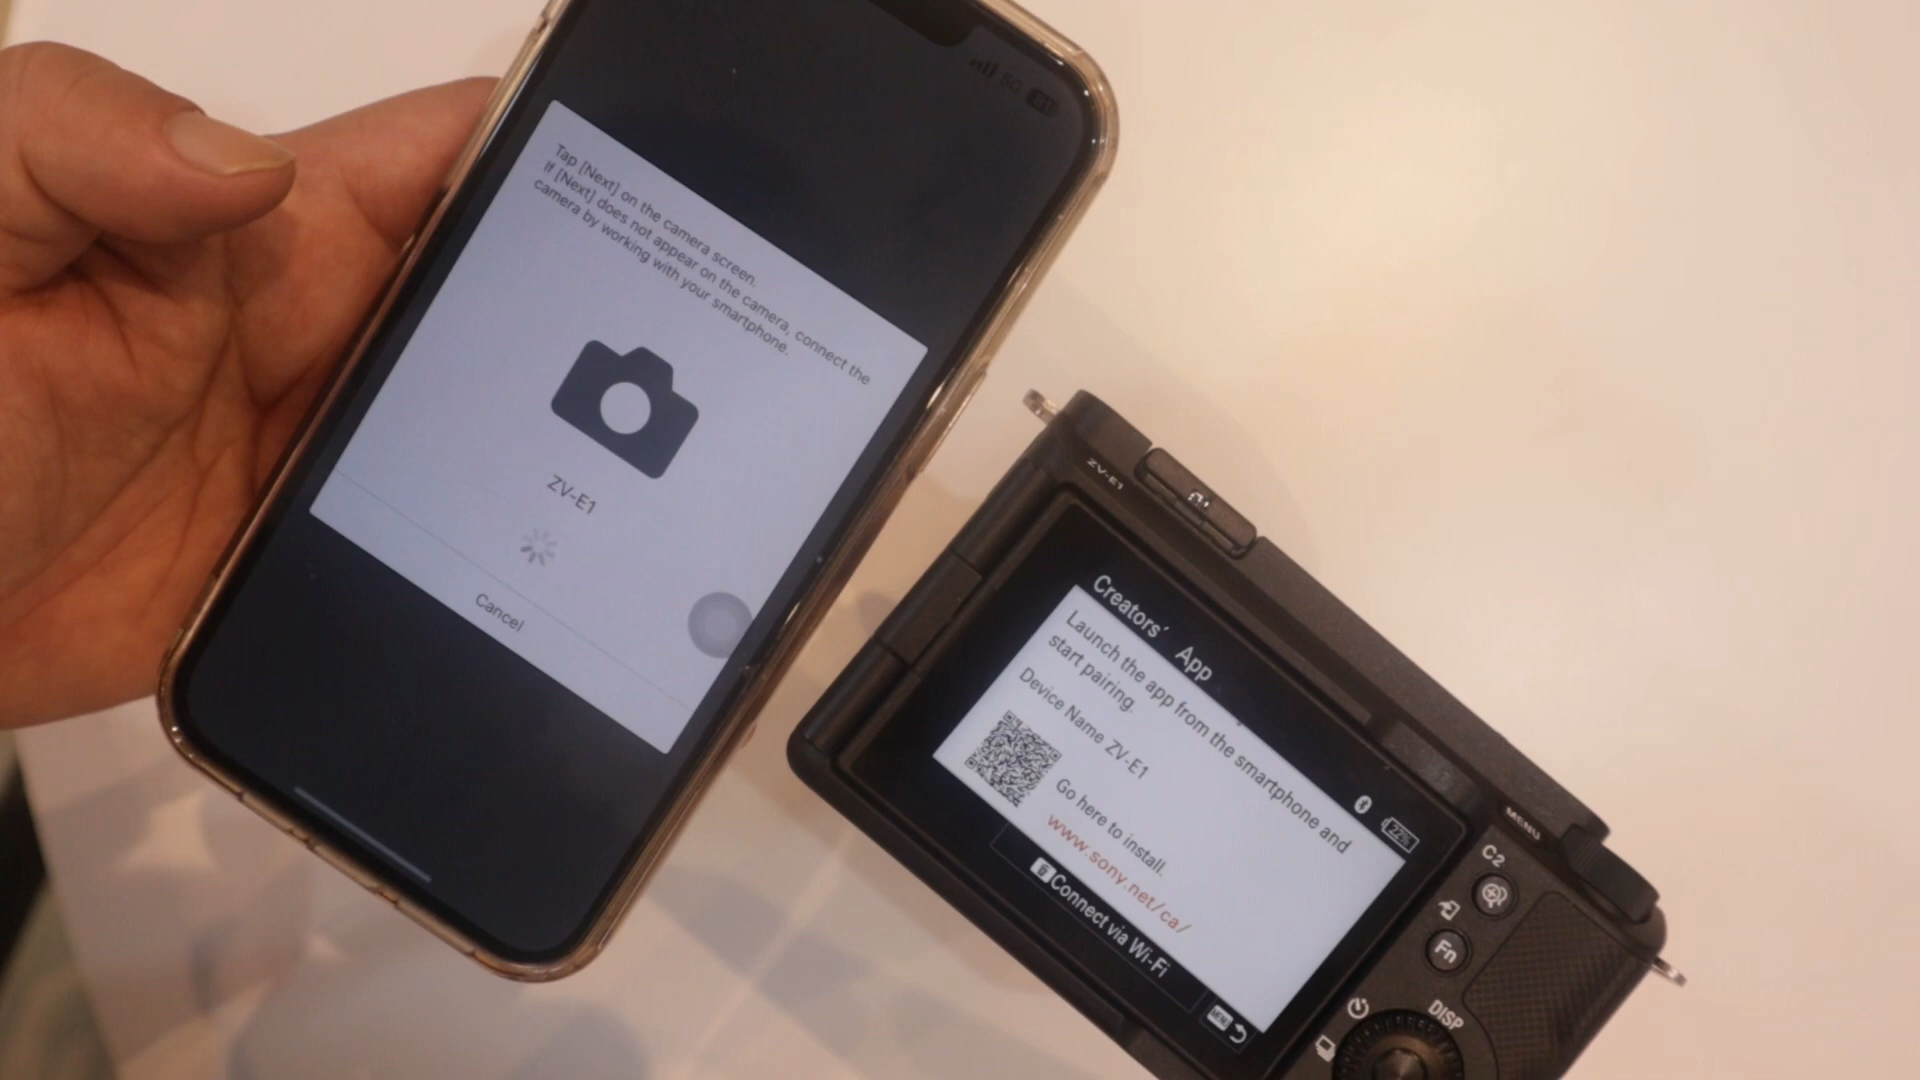 5G
Tap [Next] on the camera screen.
If [Next] does not appear on the camera, connect the
camera by working with your smartphone.
ZV-E1
Cancel
ZV-E1
Creators' App
Launch the app from the smartphone and
start pairing.
Device Name ZV-E1
Go here to install.
www.sony.net/ca/
Connect via Wi-Fi
22%
MENU
MENU
C2
Fn
DISP